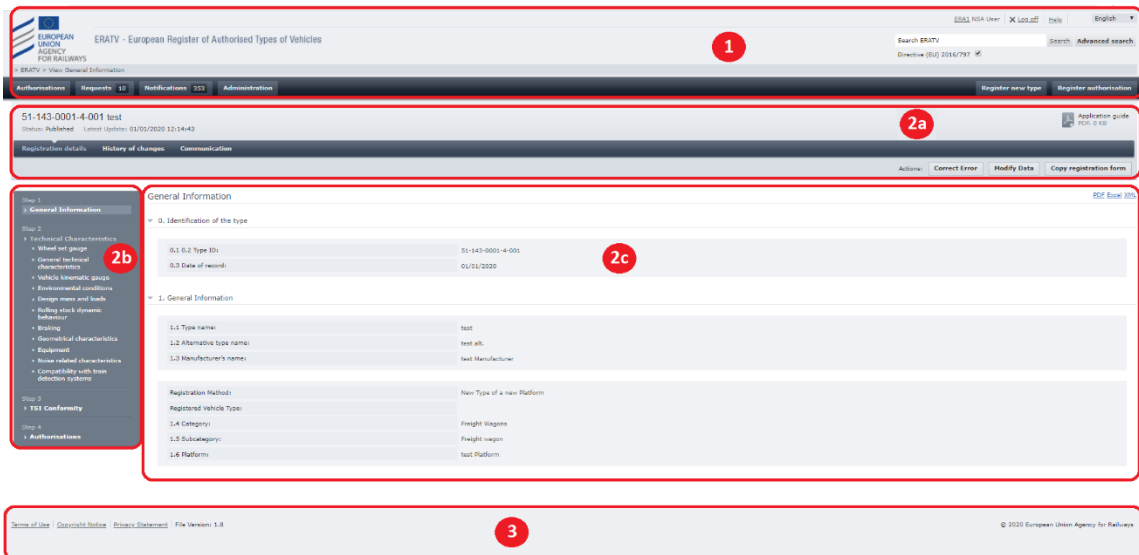 ERA1 NSA User | X Log off | Help | English
EUROPEAN
UNION
AGENCY
FOR RAILWAYS
ERATV - European Register of Authorised Types of Vehicles
1
Search ERATV
Search Advanced search
Directive (EU) 2016/797
> ERATV > View General Information
Authorisations Requests 10 Notifications 353 Administration Register new type Register authorisation
51-143-0001-4-001 test
Status: Published Latest Update: 01/01/2020 12:14:43
2a
Application guide
PDF, 0 KB
Registration details History of changes Communication
Actions: Correct Error Modify Data Copy registration form
Step 1
> General Information
Step 2
> Technical Characteristics
Wheel set gauge
General technical
characteristics
Vehicle kinematic gauge
Environmental conditions
Design mass and loads
Rolling stock dynamic
behaviour
Braking
Geometrical characteristics
Equipment
Noise related characteristics
Compatibility with train
detection systems
Step 3
> TSI Conformity
Step 4
> Authorisations
2b
General Information
PDF Excel XML
0. Identification of the type
0.1 0.2 Type ID: 51-143-0001-4-001
0.3 Date of record: 01/01/2020
2c
1. General Information
1.1 Type name: test
1.2 Alternative type name: test alt.
1.3 Manufacturer's name: test Manufacturer
Registration Method: New Type of a new Platform
Registered Vehicle Type:
1.4 Category: Freight Wagons
1.5 Subcategory: Freight wagon
1.6 Platform: test Platform
Terms of Use | Copyright Notice | Privacy Statement | File Version: 1.8
3
© 2020 European Union Agency for Railways